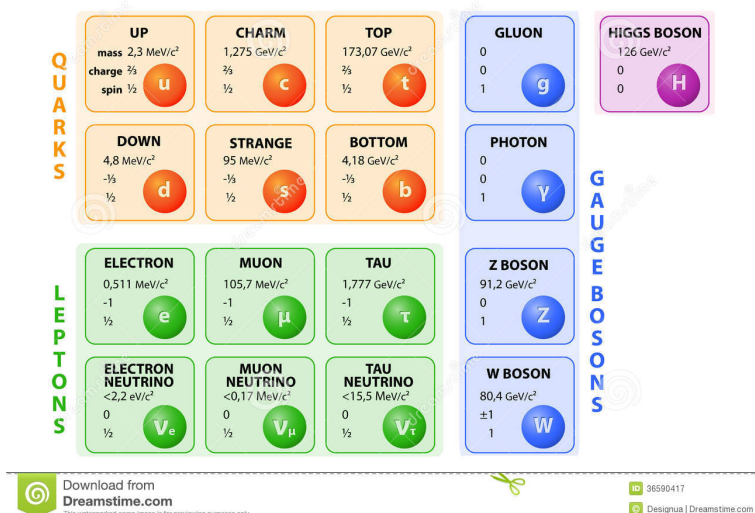 QUARKS
UP
mass 2,3 MeV/c²
charge ⅔
spin ½
u
CHARM
1,275 GeV/c²
⅔
½
c
TOP
173,07 GeV/c²
⅔
½
t
DOWN
4,8 MeV/c²
-⅓
½
d
STRANGE
95 MeV/c²
-⅓
½
s
BOTTOM
4,18 GeV/c²
-⅓
½
b
LEPTONS
ELECTRON
0,511 MeV/c²
-1
½
e
MUON
105,7 MeV/c²
-1
½
μ
TAU
1,777 GeV/c²
-1
½
τ
ELECTRON
NEUTRINO
<2,2 eV/c²
0
½
νe
MUON
NEUTRINO
<0,17 MeV/c²
0
½
νμ
TAU
NEUTRINO
<15,5 MeV/c²
0
½
ντ
GLUON
0
0
1
g
PHOTON
0
0
1
γ
Z BOSON
91,2 GeV/c²
0
1
Z
W BOSON
80,4 GeV/c²
±1
1
W
GAUGE BOSONS
HIGGS BOSON
126 GeV/c²
0
0
H
Download from
Dreamstime.com
ID 36590417
© Designua | Dreamstime.com